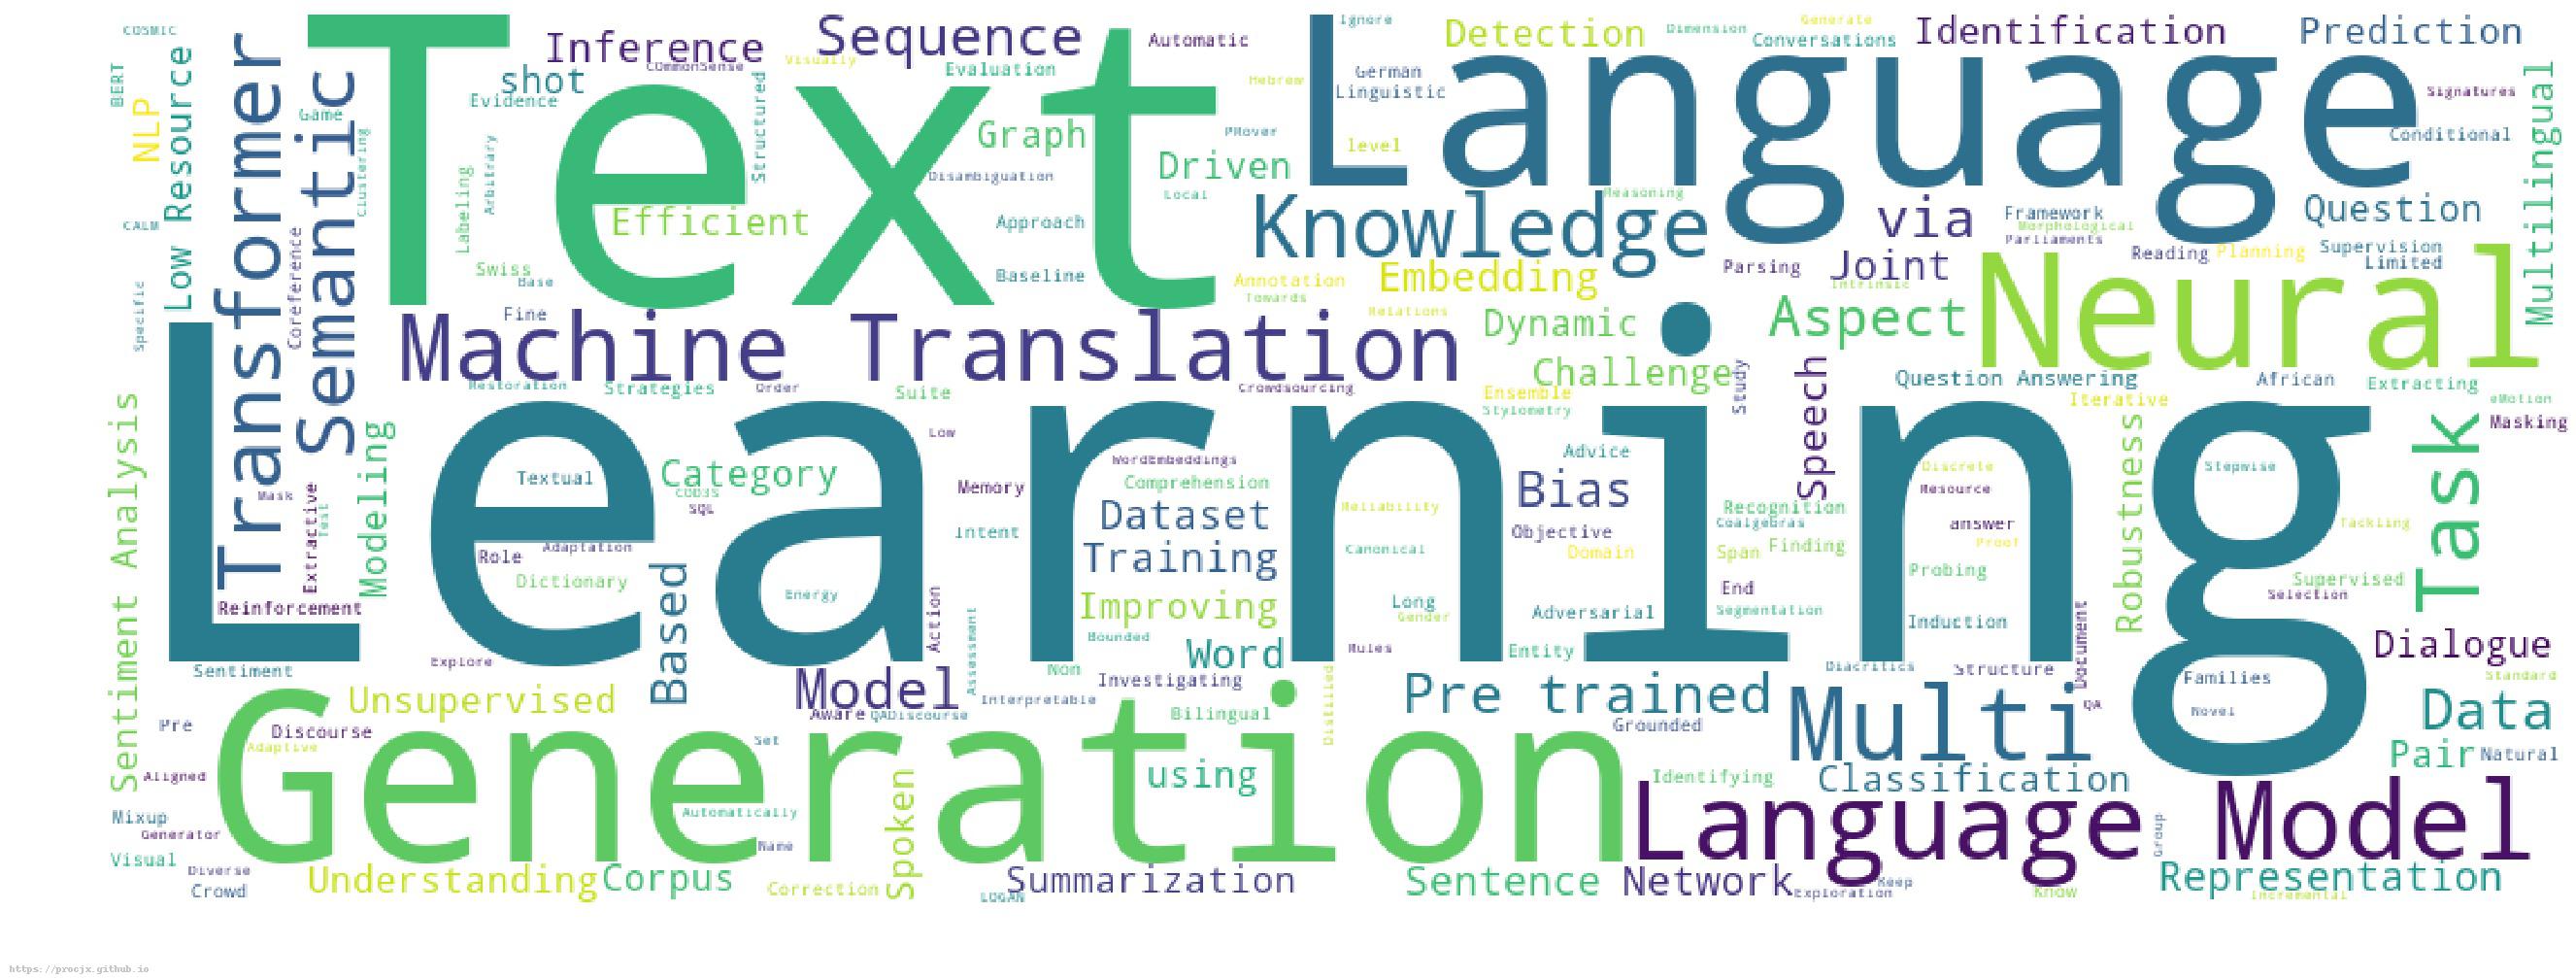 COSMIC
Text
Inference
Sequence
Automatic
Ignore
Detection
Dimension
Generate
Conversations
Identification
Prediction
BERT
NLP
Low Resource
Transformer
Semantic
shot
COmmonSense
Visually
Evaluation
Evidence
Structured
Game
Clustering
Hebrew
German
Linguistic
Language
Signatures
Multilingual
Conditional
Graph
PRover
level
Driven
Arbitrary
Labeling
Disambiguation
Local
Reasoning
Efficient
Approach
Knowledge
via
Framework
Morphological
Parliaments
Question
CALM
Coreference
Swiss
Base
Baseline
Annotation
Towards
Embedding
Parsing
Joint
Intrinsic
Reading
Planning
Supervision
Limited
Specific
Fine
Machine Translation
Relations
Dynamic
Aspect
Neural
Challenge
Restoration
Strategies
Order
Suite
Crowdsourcing
Ensemble
Stylometry
Study
Question Answering
African
Extracting
Iterative
eMotion
Masking
Sentiment Analysis
Learning
Modeling
Mask
Extractive
Test
Textual
Category
COD3S
SQL
Low
Memory
WordEmbeddings
Comprehension
Advice
Bias
Speech
Discrete
Resource
Robustness
Stepwise
Task
Dataset
Reliability
Recognition
Coalgebras
answer
Tackling
Intent
Objective
Proof
Role
Adaptation
Training
Canonical
Domain
Span
Finding
Dictionary
Based
Energy
End
Probing
Supervised
Selection
Reinforcement
Action
Improving
Long
Gender
Adversarial
Segmentation
Induction
Assessment
Bounded
Document
Explore
Word
Rules
Entity
Dialogue
Sentiment
Non
Diacritics
Structure
Standard
Unsupervised
Model
Investigating
Interpretable
Pre trained
Multi
Families
QA
Novel
Data
Pre
Discourse
Adaptive
Generation
Set
Aware
QADiscourse
Bilingual
Distilled
Grounded
Pair
Natural
Aligned
Spoken
using
Identifying
Classification
Mixup
Generator
Automatically
Language Model
Group
Visual
Name
Diverse
Crowd
Understanding
Corpus
Correction
LOGAN
Summarization
Sentence
Network
Exploration
Keep
Know
Representation
Incremental
https://procjx.github.io